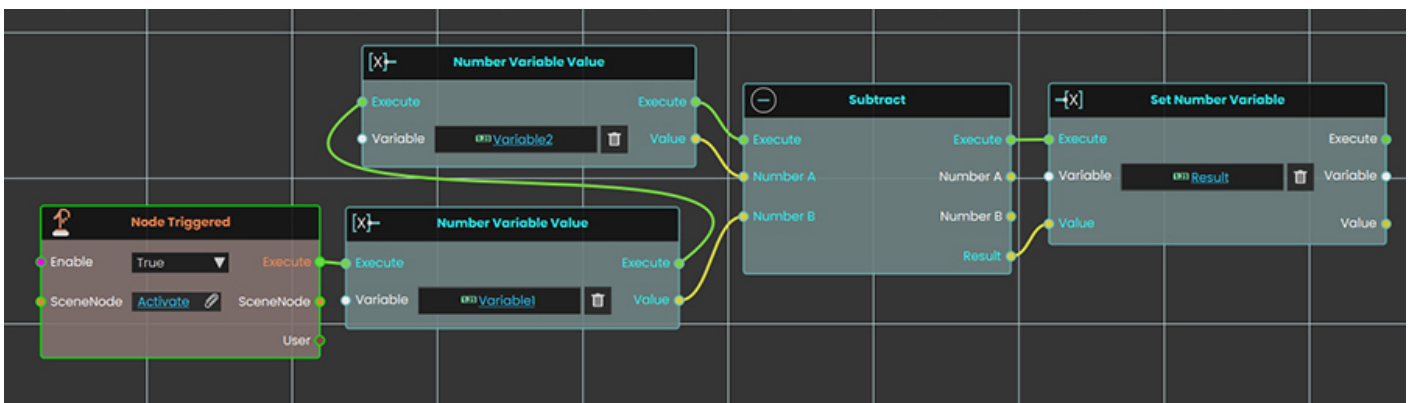 Number Variable Value
Execute Execute
Variable Variable2 Value
Subtract
Execute Execute
Number A Number A
Number B Number B
Result
Set Number Variable
Execute Execute
Variable Result Variable
Value Value
Node Triggered
Enable True Execute
SceneNode Activate SceneNode
User
Number Variable Value
Execute Execute
Variable Variable1 Value